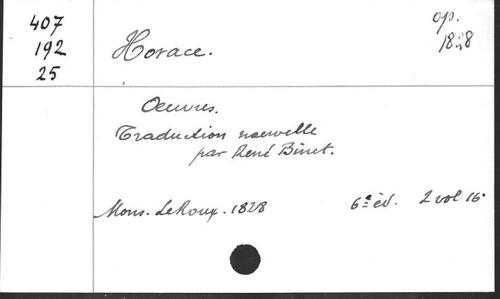 407
192
25
Horace.
op.
1828
Oeuvres.
Traduction nouvelle
par René Binet.
Mons. LeRoux. 1828 6e éd. 2 vol 16.